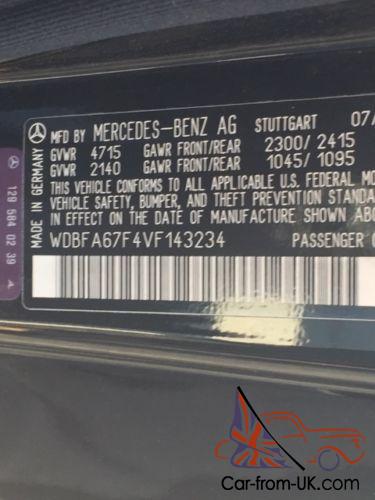 MADE IN GERMANY
129 584 02 39
MFD BY MERCEDES-BENZ AG STUTTGART 07/
GVWR 4715 GAWR FRONT/REAR 2300/2415
GVWR 2140 GAWR FRONT/REAR 1045/1095
THIS VEHICLE CONFORMS TO ALL APPLICABLE U.S. FEDERAL MO
VEHICLE SAFETY, BUMPER, AND THEFT PREVENTION STANDA
IN EFFECT ON THE DATE OF MANUFACTURE SHOWN ABO
WDBFA67F4VF143234 PASSENGER
Car-from-UK.com